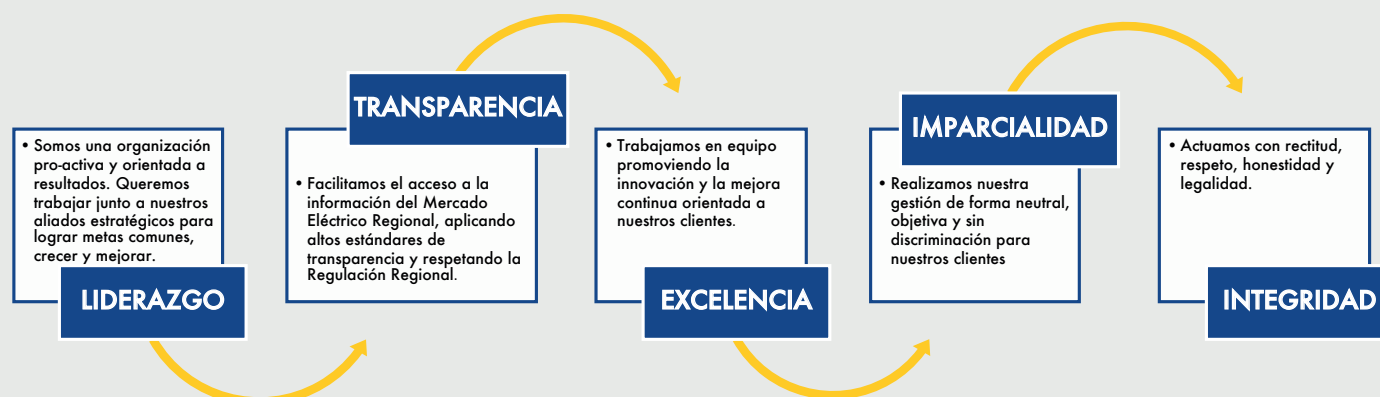 • Somos una organización
pro-activa y orientada a
resultados. Queremos
trabajar junto a nuestros
aliados estratégicos para
lograr metas comunes,
crecer y mejorar.
LIDERAZGO
TRANSPARENCIA
• Facilitamos el acceso a la
información del Mercado
Eléctrico Regional, aplicando
altos estándares de
transparencia y respetando la
Regulación Regional.
• Trabajamos en equipo
promoviendo la
innovación y la mejora
continua orientada a
nuestros clientes.
EXCELENCIA
IMPARCIALIDAD
• Realizamos nuestra
gestión de forma neutral,
objetiva y sin
discriminación para
nuestros clientes
• Actuamos con rectitud,
respeto, honestidad y
legalidad.
INTEGRIDAD